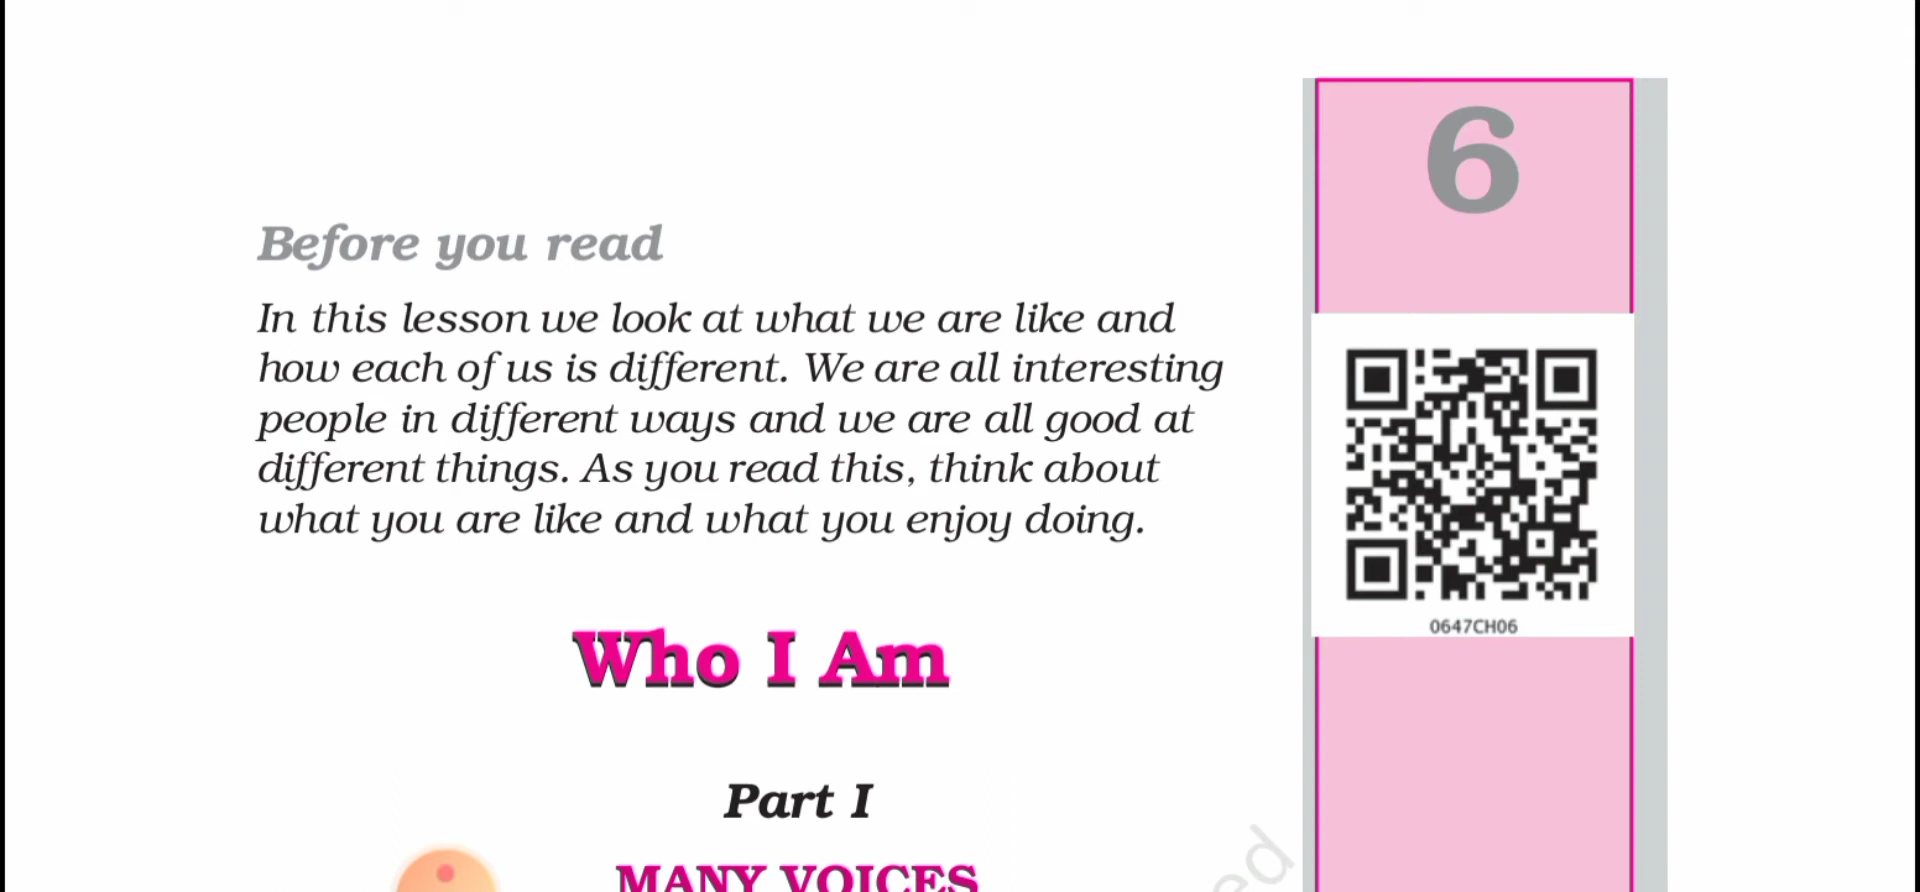 6
Before you read
In this lesson we look at what we are like and
how each of us is different. We are all interesting
people in different ways and we are all good at
different things. As you read this, think about
what you are like and what you enjoy doing.
0647CH06
Who I Am
Part I
MANY VOICES